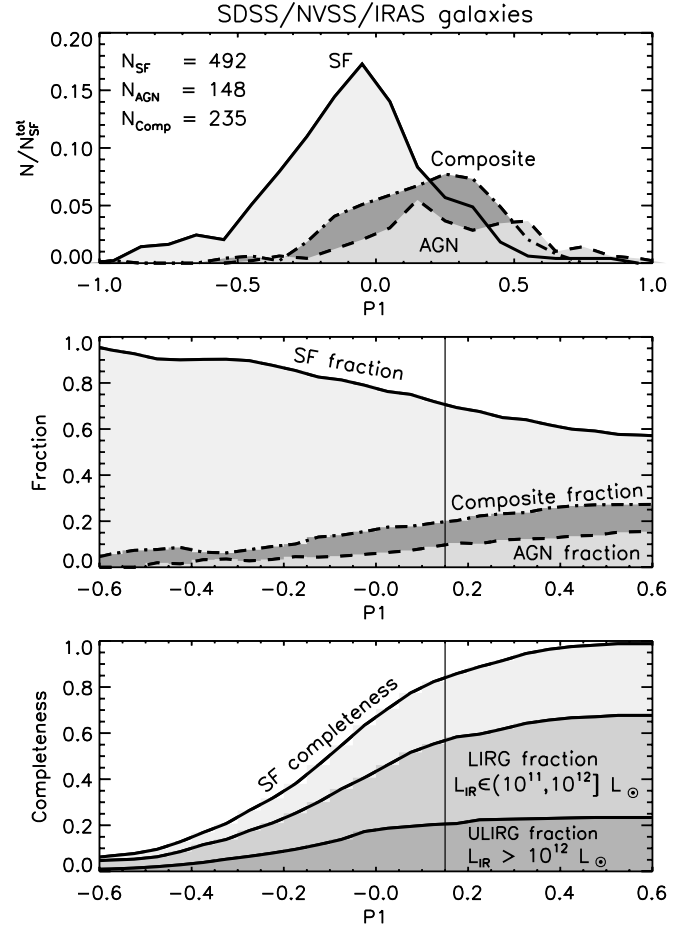 SDSS/NVSS/IRAS galaxies
0.20
0.15
0.10
0.05
0.00
N/N_SF^tot
N_SF = 492
N_AGN = 148
N_Comp = 235
SF
Composite
AGN
−1.0 −0.5 0.0 0.5 1.0
P1
1.0
0.8
0.6
0.4
0.2
0.0
Fraction
SF fraction
Composite fraction
AGN fraction
−0.6 −0.4 −0.2 −0.0 0.2 0.4 0.6
P1
1.0
0.8
0.6
0.4
0.2
0.0
Completeness
SF completeness
LIRG fraction
L_IR∈(10^11,10^12] L_⊙
ULIRG fraction
L_IR > 10^12 L_⊙
−0.6 −0.4 −0.2 −0.0 0.2 0.4 0.6
P1